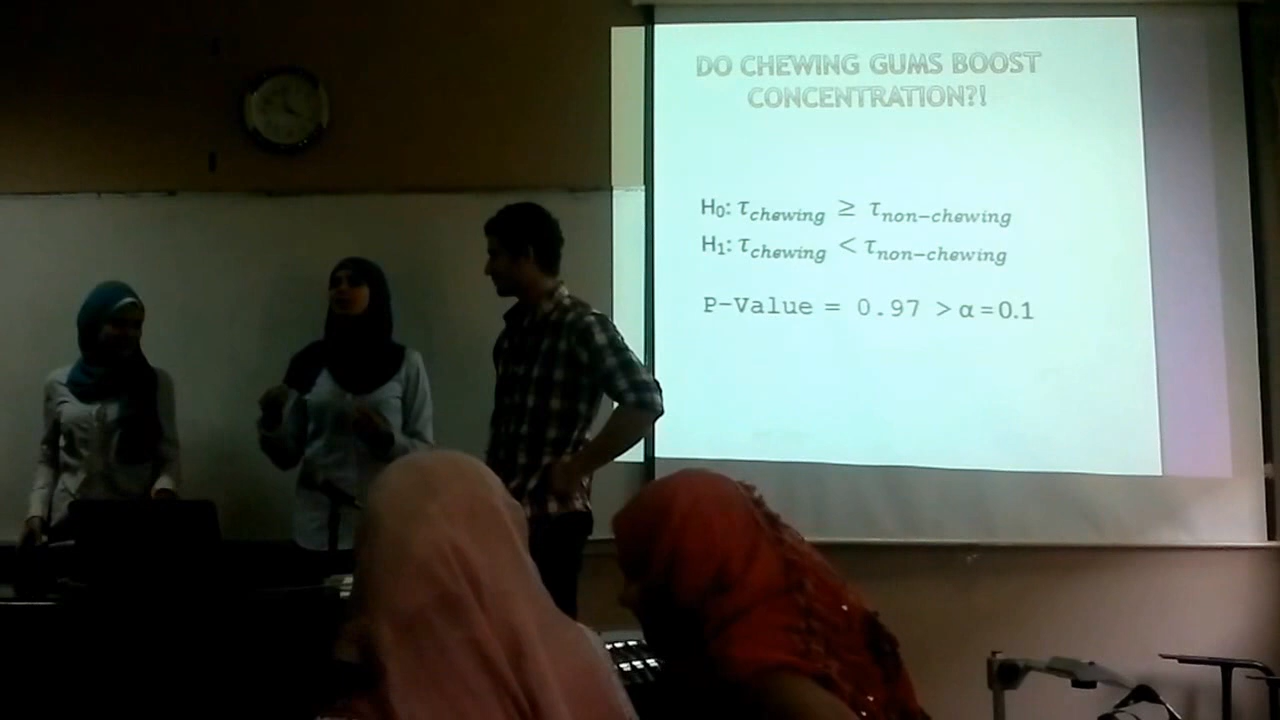 DO CHEWING GUMS BOOST
CONCENTRATION?!
H₀: τchewing ≥ τnon−chewing
H₁: τchewing < τnon−chewing
P-Value = 0.97 > α = 0.1